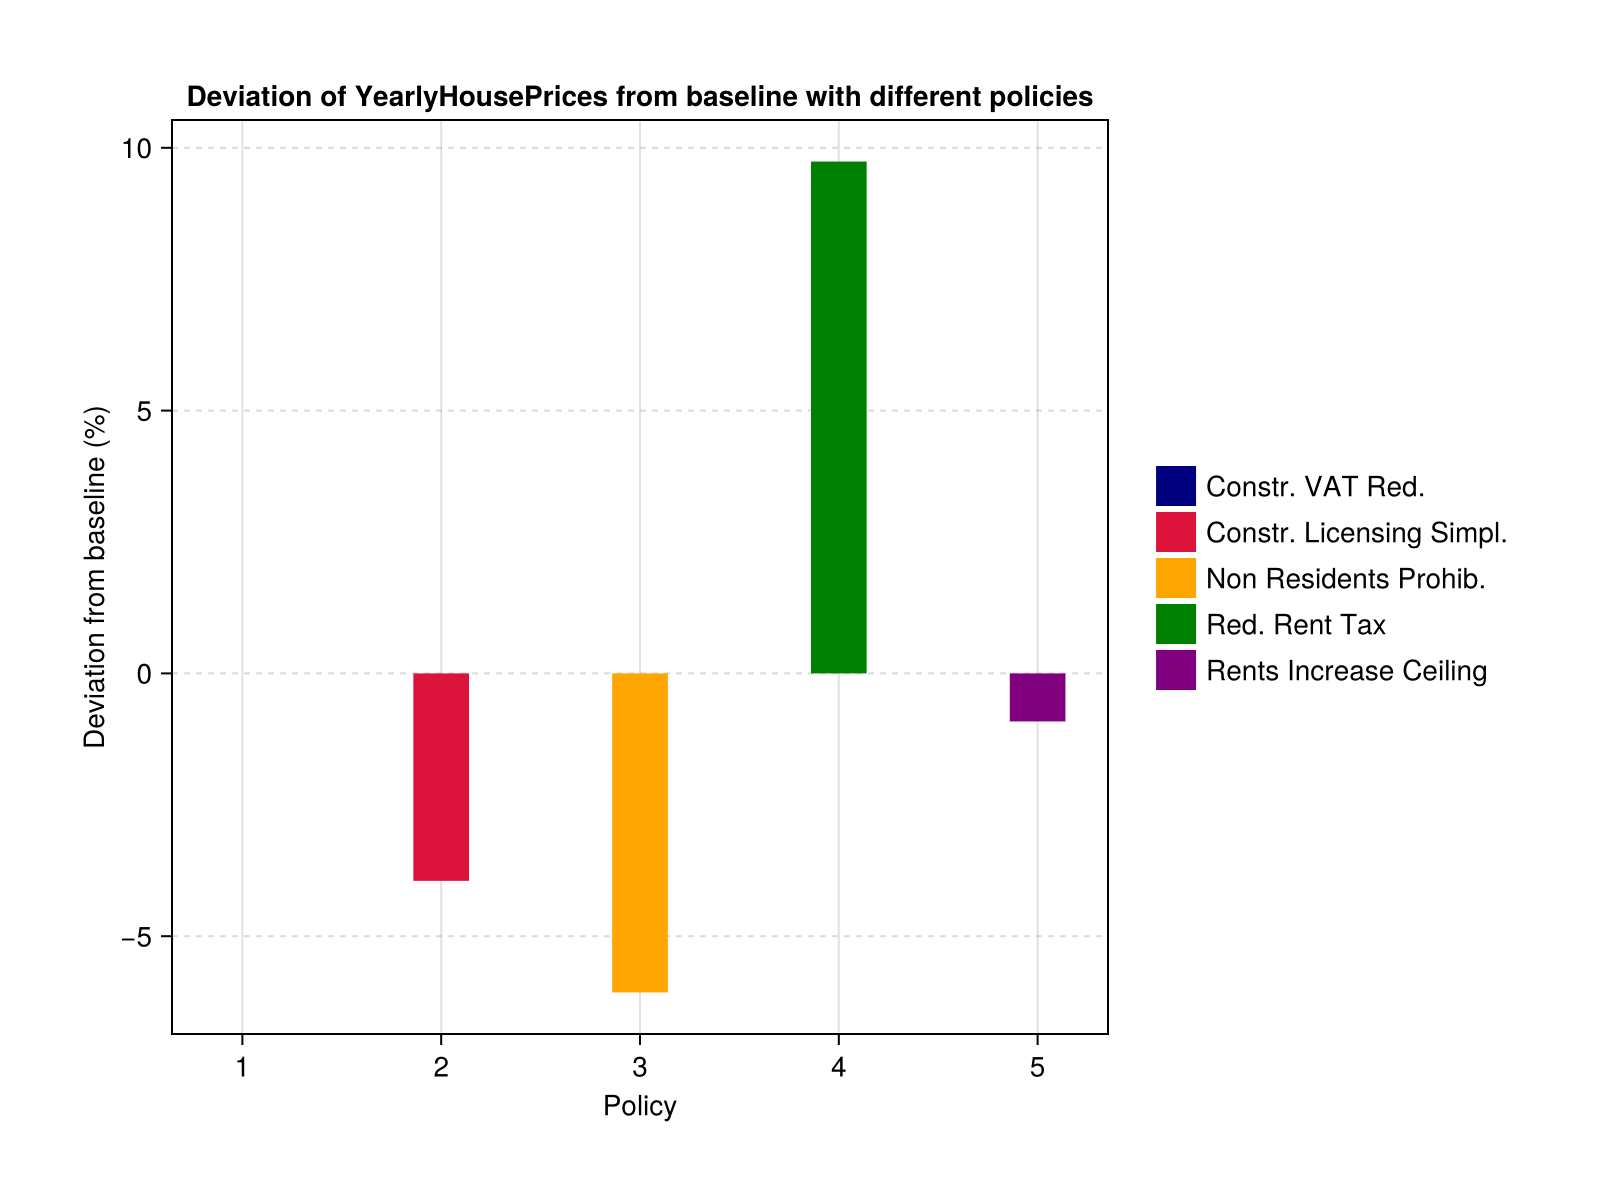 Deviation of YearlyHousePrices from baseline with different policies
Deviation from baseline (%)
10
5
0
−5
1 2 3 4 5
Policy
Constr. VAT Red.
Constr. Licensing Simpl.
Non Residents Prohib.
Red. Rent Tax
Rents Increase Ceiling